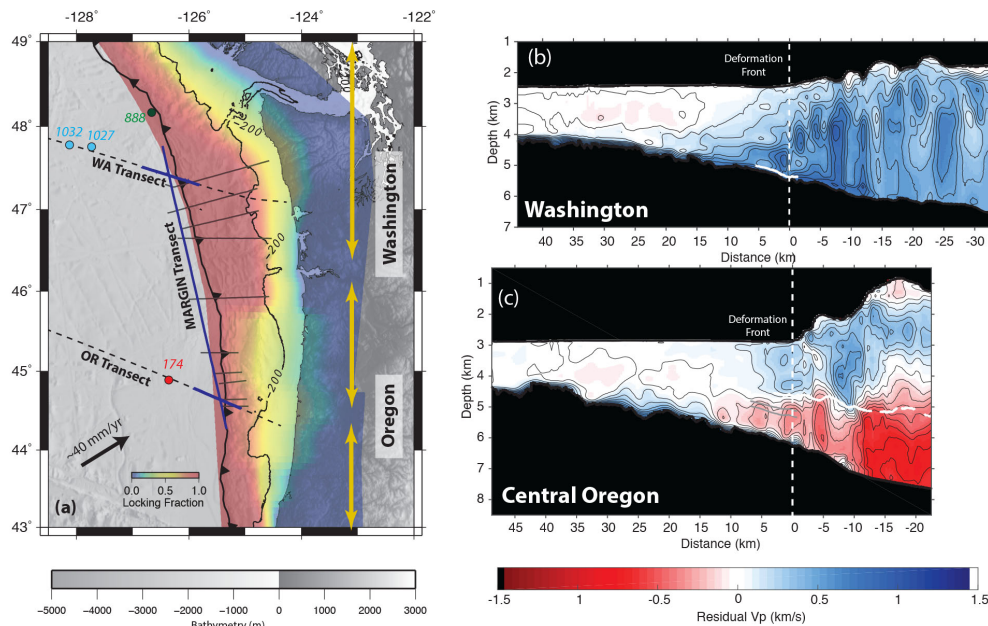 -128° -126° -124° -122°
49°
48°
47°
46°
45°
44°
43°
1032
1027
888
-200
WA Transect
MARGIN Transect
-200
Washington
OR Transect
174
200
Oregon
~40 mm/yr
0.0 0.5 1.0
Locking Fraction
(a)
−5000 −4000 −3000 −2000 −1000 0 1000 2000 3000
Bathymetry (m)
(b)
Deformation
Front
Depth (km)
1
2
3
4
5
6
7
Washington
40 35 30 25 20 15 10 5 0 -5 -10 -15 -20 -25 -30
Distance (km)
(c)
Deformation
Front
Depth (km)
1
2
3
4
5
6
7
8
Central Oregon
45 40 35 30 25 20 15 10 5 0 -5 -10 -15 -20
Distance (km)
-1.5 -1 -0.5 0 0.5 1 1.5
Residual Vp (km/s)